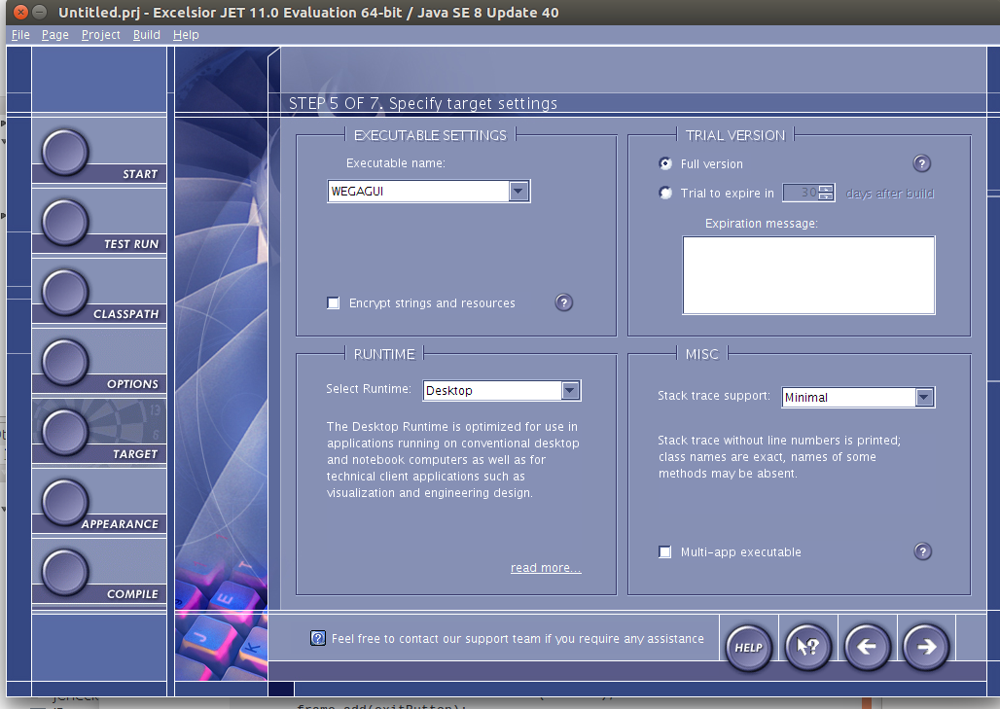 Untitled.prj - Excelsior JET 11.0 Evaluation 64-bit / Java SE 8 Update 40
File Page Project Build Help
STEP 5 OF 7. Specify target settings
START
TEST RUN
CLASSPATH
OPTIONS
13
6
TARGET
APPEARANCE
COMPILE
EXECUTABLE SETTINGS
Executable name:
WEGAGUI
Encrypt strings and resources
?
TRIAL VERSION
Full version
?
Trial to expire in 30 days after build
Expiration message:
RUNTIME
Select Runtime: Desktop
The Desktop Runtime is optimized for use in
applications running on conventional desktop
and notebook computers as well as for
technical client applications such as
visualization and engineering design.
read more...
MISC
Stack trace support: Minimal
Stack trace without line numbers is printed;
class names are exact, names of some
methods may be absent.
Multi-app executable
?
E
J
K
? Feel free to contact our support team if you require any assistance
HELP
?
frame.add(exitButton);